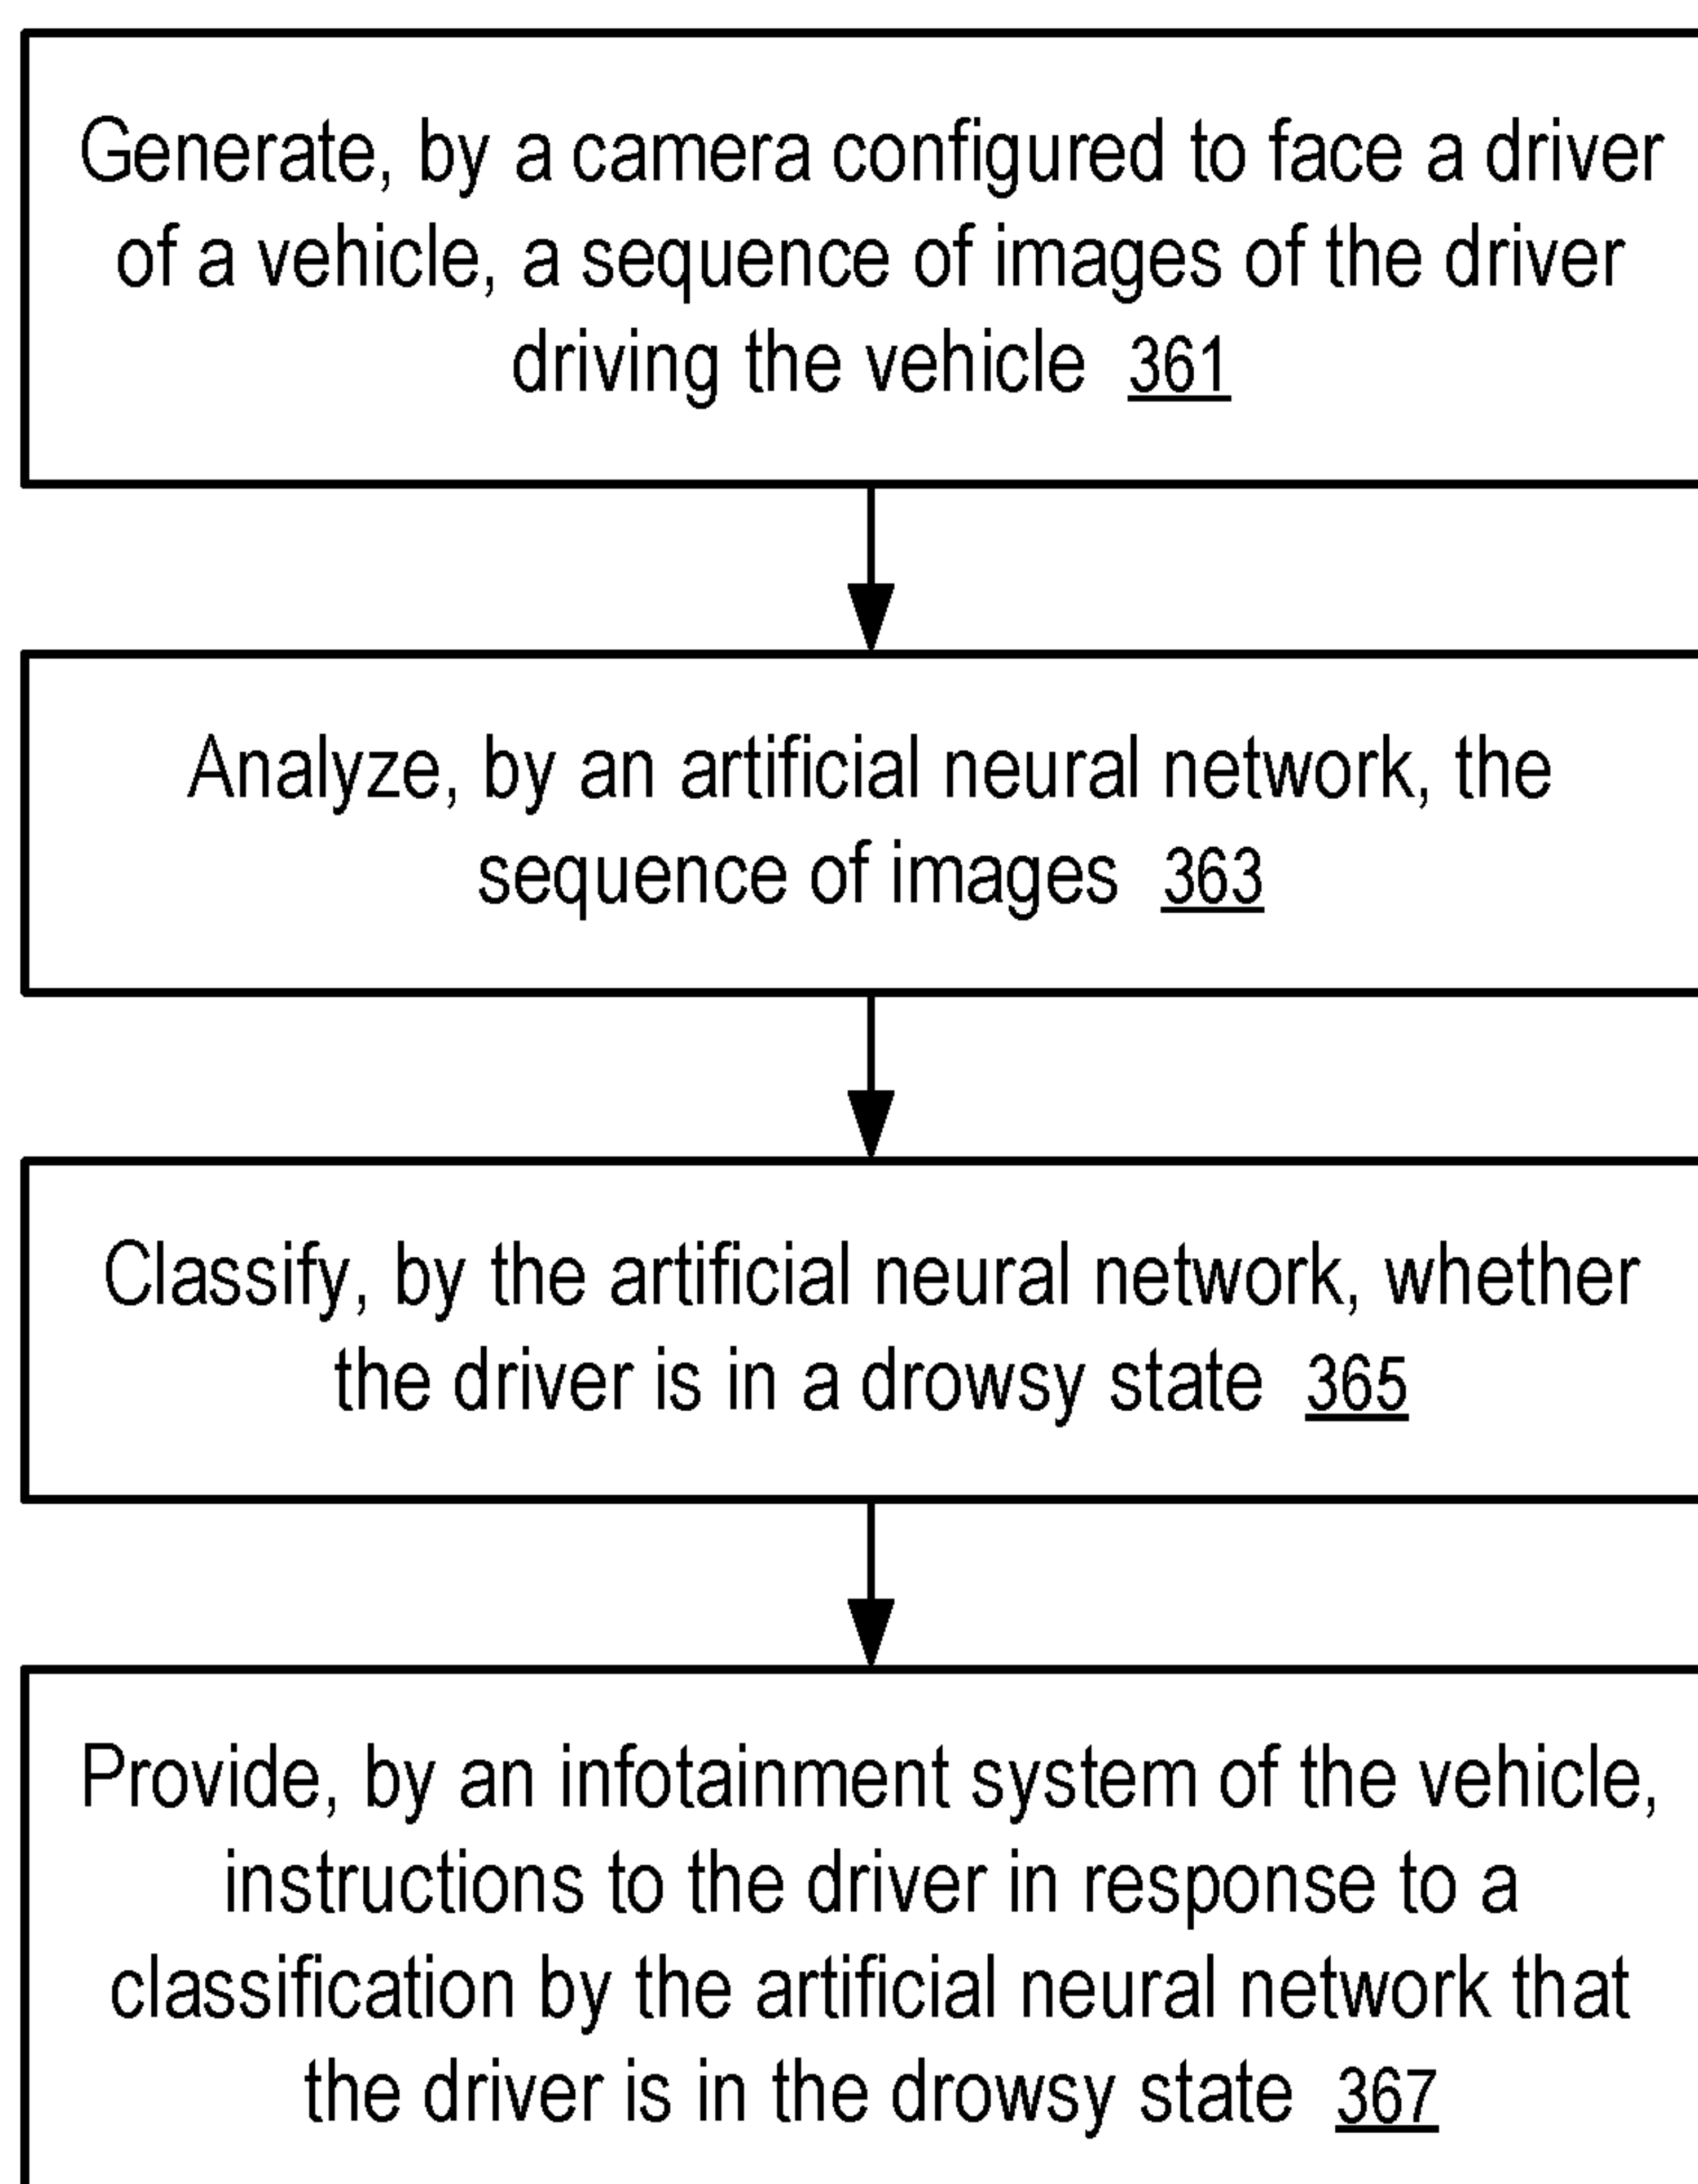 Generate, by a camera configured to face a driver
of a vehicle, a sequence of images of the driver
driving the vehicle 361
Analyze, by an artificial neural network, the
sequence of images 363
Classify, by the artificial neural network, whether
the driver is in a drowsy state 365
Provide, by an infotainment system of the vehicle,
instructions to the driver in response to a
classification by the artificial neural network that
the driver is in the drowsy state 367